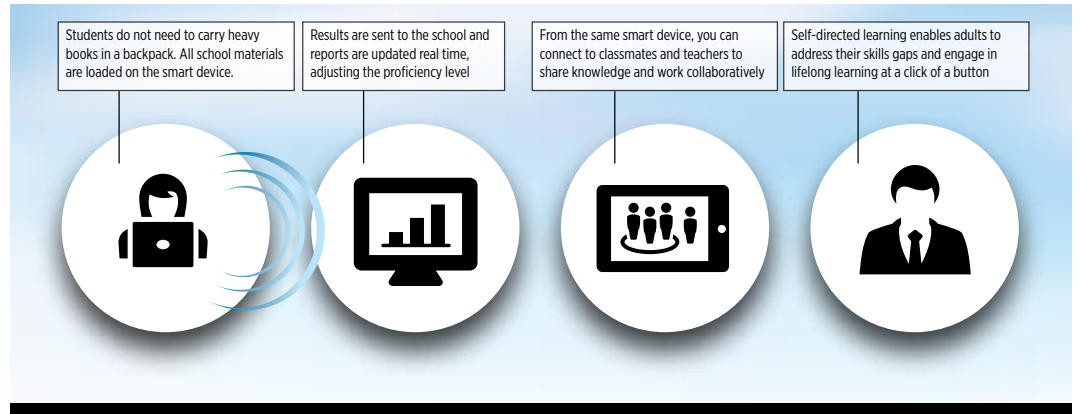 Students do not need to carry heavy
books in a backpack. All school materials
are loaded on the smart device.
Results are sent to the school and
reports are updated real time,
adjusting the proficiency level
From the same smart device, you can
connect to classmates and teachers to
share knowledge and work collaboratively
Self-directed learning enables adults to
address their skills gaps and engage in
lifelong learning at a click of a button